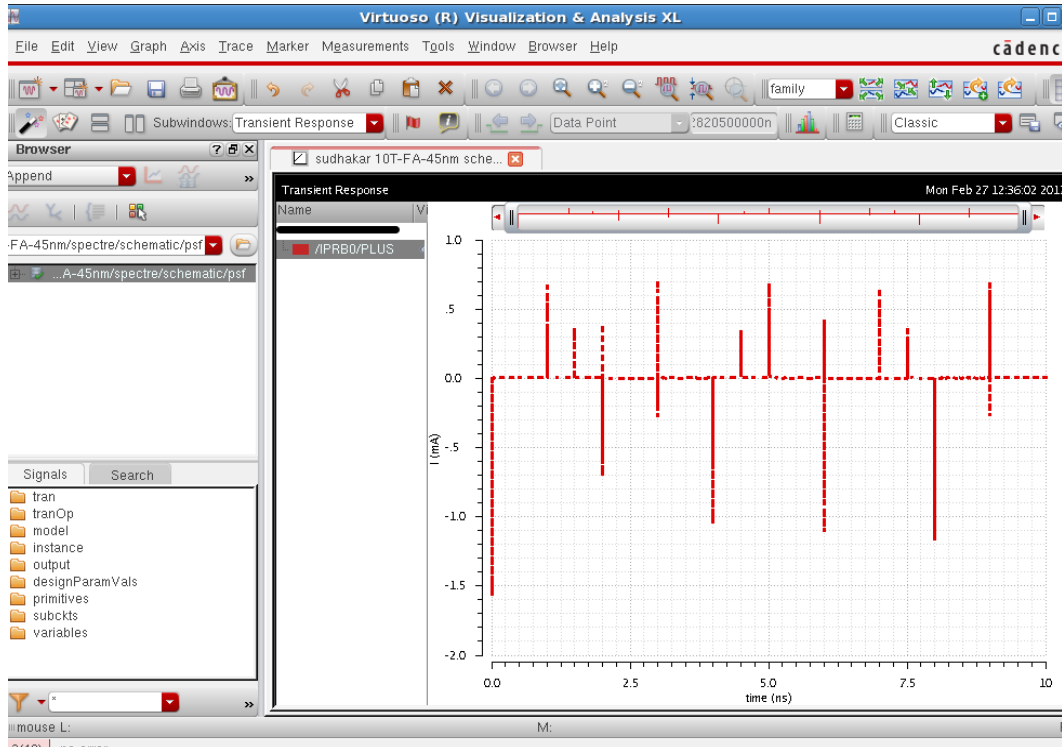 Virtuoso (R) Visualization & Analysis XL
File Edit View Graph Axis Trace Marker Measurements Tools Window Browser Help
cādenc
family
Subwindows: Transient Response
Data Point
:820500000n
Classic
Browser
Append
-FA-45nm/spectre/schematic/psf
...A-45nm/spectre/schematic/psf
Signals Search
tran
tranOp
model
instance
output
designParamVals
primitives
subckts
variables
*
sudhakar 10T-FA-45nm sche...
Transient Response
Mon Feb 27 12:36:02 201
Name Vi
/IPRB0/PLUS
1.0
.5
0.0
-.5
-1.0
-1.5
-2.0
I (mA)
0.0 2.5 5.0 7.5 10
time (ns)
mouse L: M: